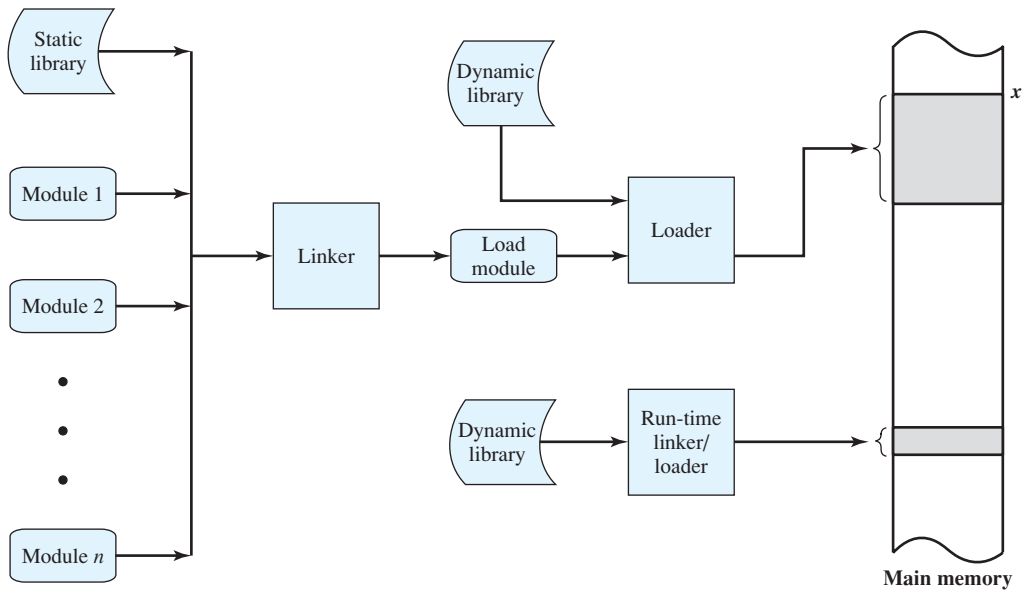 Static
library
Module 1
Module 2
Module n
Linker
Dynamic
library
Load
module
Loader
Dynamic
library
Run-time
linker/
loader
x
Main memory